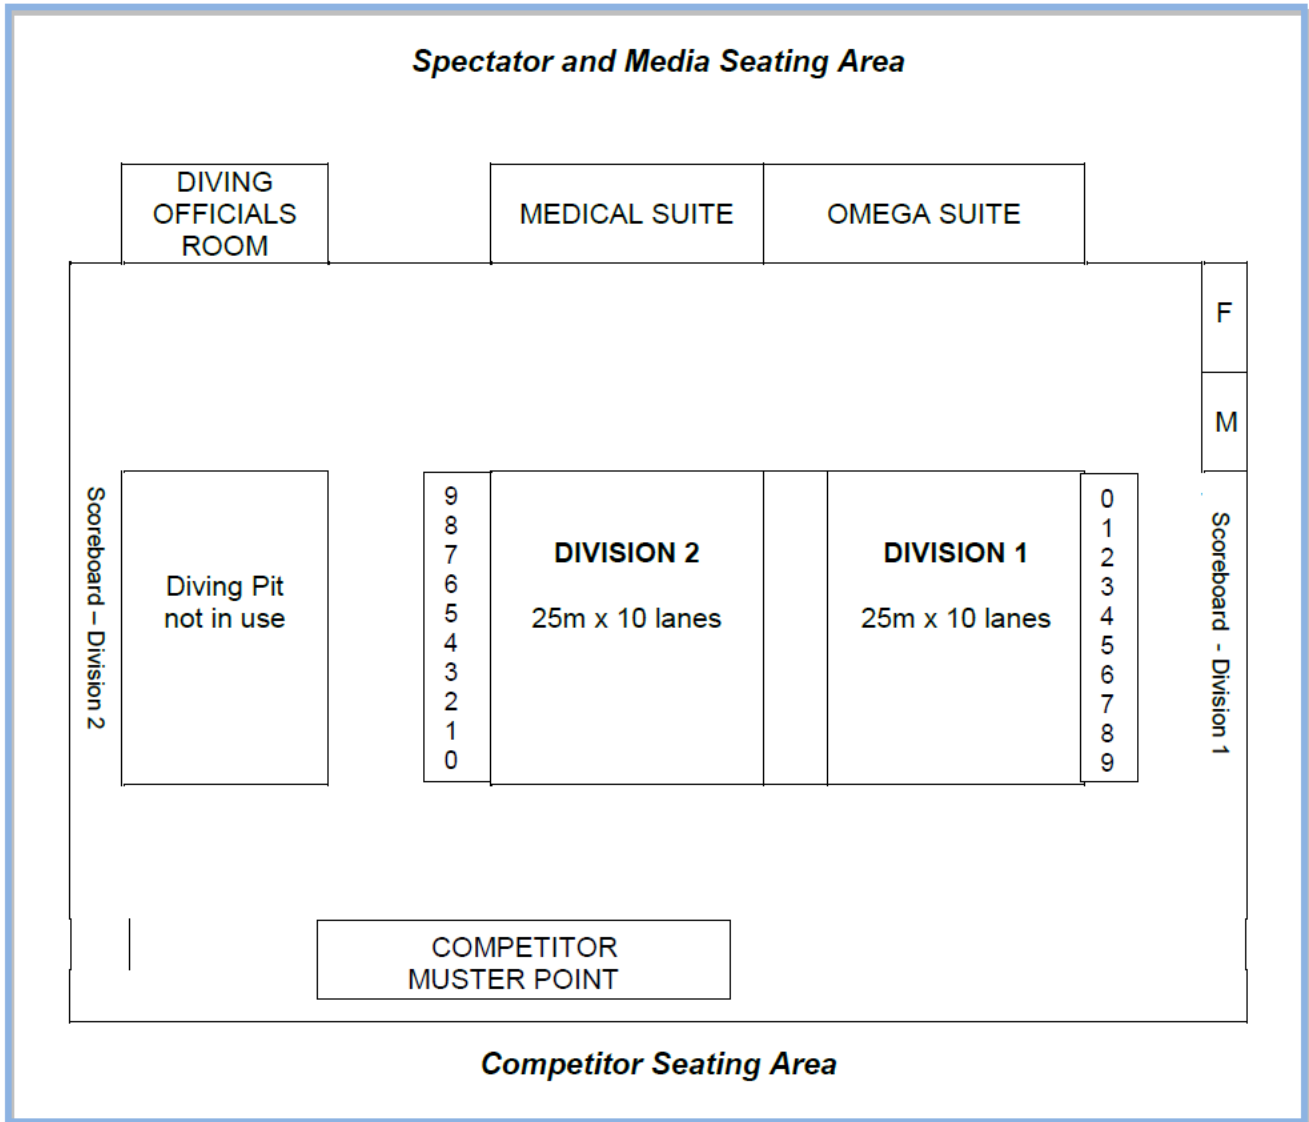 Spectator and Media Seating Area
DIVING
OFFICIALS
ROOM
MEDICAL SUITE
OMEGA SUITE
F
M
Scoreboard – Division 2
Diving Pit
not in use
9
8
7
6
5
4
3
2
1
0
DIVISION 2
25m x 10 lanes
DIVISION 1
25m x 10 lanes
0
1
2
3
4
5
6
7
8
9
Scoreboard - Division 1
COMPETITOR
MUSTER POINT
Competitor Seating Area